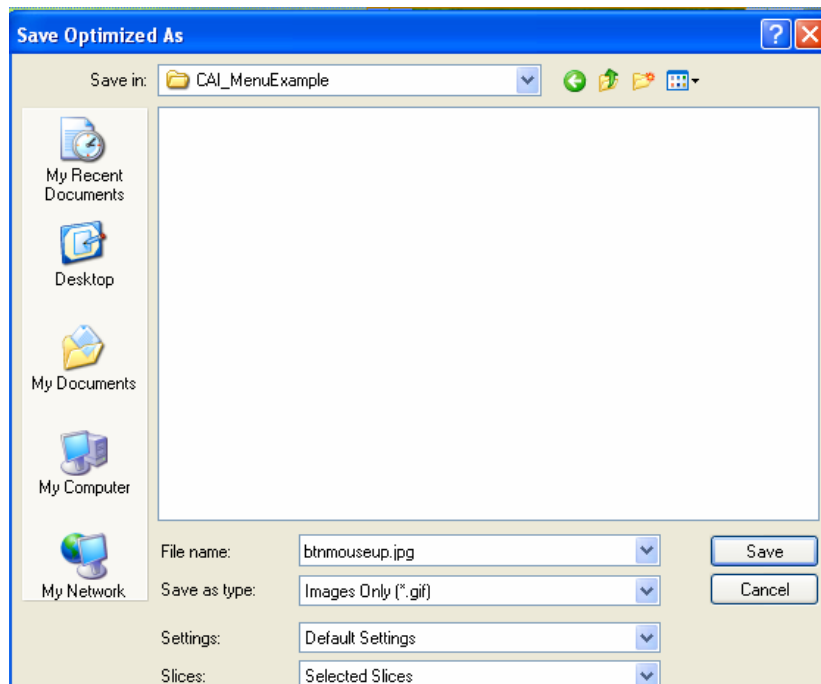 Save Optimized As
Save in:
CAI_MenuExample
My Recent
Documents
Desktop
My Documents
My Computer
My Network
File name:
btnmouseup.jpg
Save
Save as type:
Images Only (*.gif)
Cancel
Settings:
Default Settings
Slices:
Selected Slices